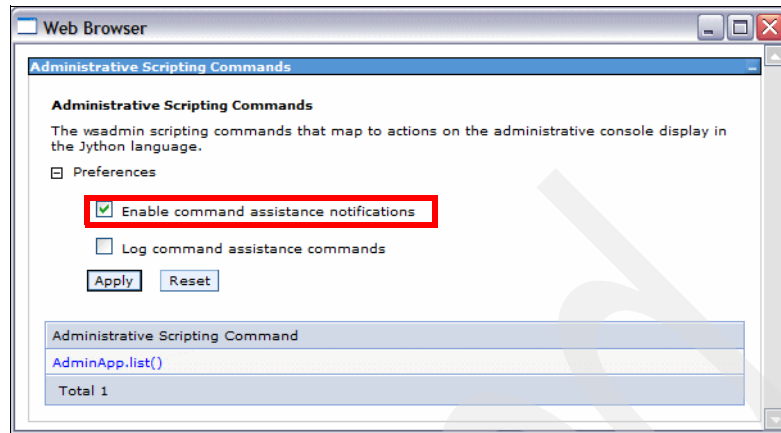 Web Browser
Administrative Scripting Commands
Administrative Scripting Commands
The wsadmin scripting commands that map to actions on the administrative console display in
the Jython language.
Preferences
Enable command assistance notifications
Log command assistance commands
Apply Reset
Administrative Scripting Command
AdminApp.list()
Total 1